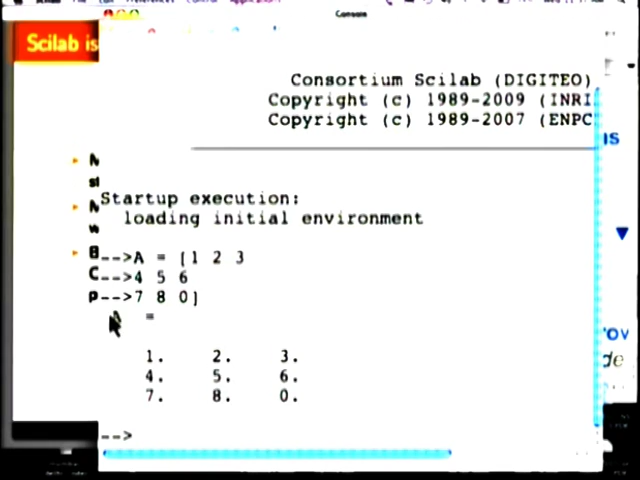 Console
Scilab is
Consortium Scilab (DIGITEO)
Copyright (c) 1989-2009 (INRI
Copyright (c) 1989-2007 (ENPC
Startup execution:
loading initial environment
-->A = [1 2 3
-->4 5 6
-->7 8 0]
A =
1. 2. 3.
4. 5. 6.
7. 8. 0.
-->